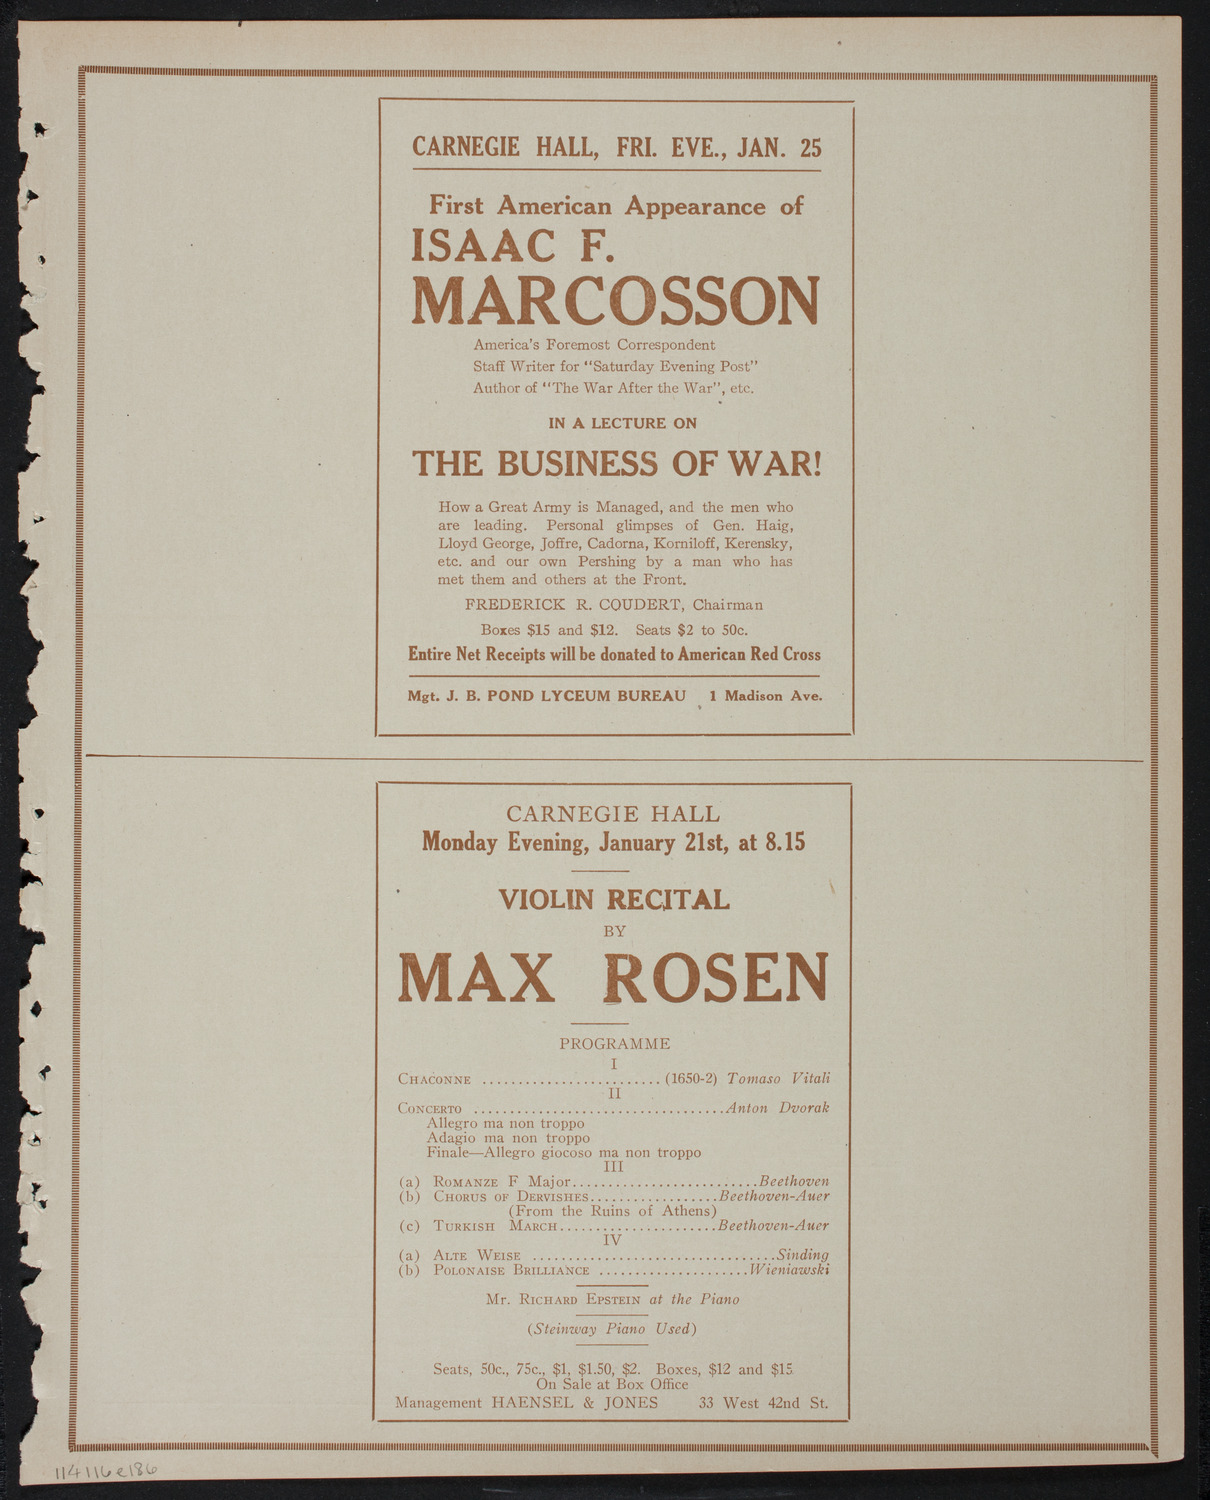 CARNEGIE HALL, FRI. EVE., JAN. 25
First American Appearance of
ISAAC F.
MARCOSSON
America's Foremost Correspondent
Staff Writer for "Saturday Evening Post"
Author of "The War After the War", etc.
IN A LECTURE ON
THE BUSINESS OF WAR!
How a Great Army is Managed, and the men who
are leading. Personal glimpses of Gen. Haig,
Lloyd George, Joffre, Cadorna, Korniloff, Kerensky,
etc. and our own Pershing by a man who has
met them and others at the Front.
FREDERICK R. COUDERT, Chairman
Boxes $15 and $12. Seats $2 to 50c.
Entire Net Receipts will be donated to American Red Cross
Mgt. J. B. POND LYCEUM BUREAU 1 Madison Ave.
CARNEGIE HALL
Monday Evening, January 21st, at 8.15
VIOLIN RECITAL
BY
MAX ROSEN
PROGRAMME
I
CHACONNE ......................... (1650-2) Tomaso Vitali
II
CONCERTO ...................................Anton Dvorak
Allegro ma non troppo
Adagio ma non troppo
Finale—Allegro giocoso ma non troppo
III
(a) ROMANZE F Major..........................Beethoven
(b) CHORUS OF DERVISHES..................Beethoven-Auer
(From the Ruins of Athens)
(c) TURKISH MARCH......................Beethoven-Auer
IV
(a) ALTE WEISE ..................................Sinding
(b) POLONAISE BRILLIANCE .....................Wieniawski
Mr. RICHARD EPSTEIN at the Piano
(Steinway Piano Used)
Seats, 50c., 75c., $1, $1.50, $2. Boxes, $12 and $15
On Sale at Box Office
Management HAENSEL & JONES 33 West 42nd St.
114116e186